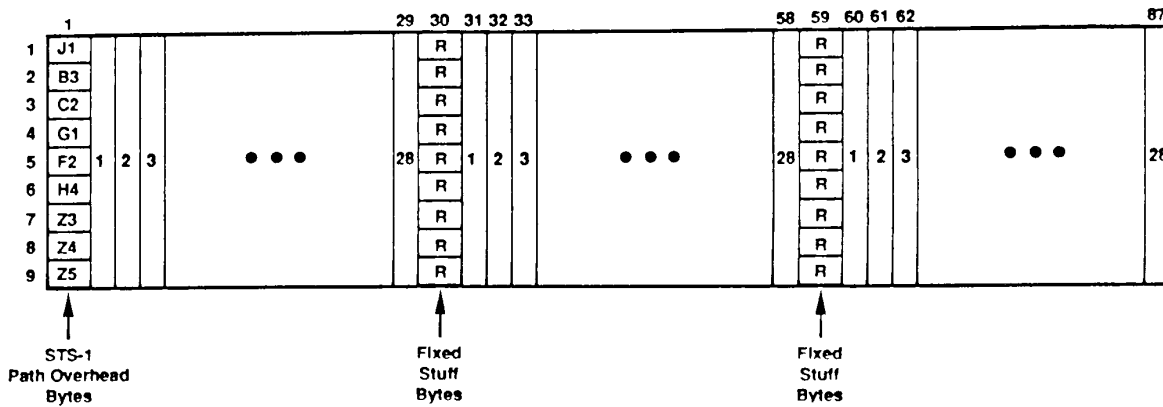 1 29 30 31 32 33 58 59 60 61 62 87
1 J1 R R
2 B3 R R
3 C2 R R
4 G1 R R
5 F2 1 2 3 28 R 1 2 3 28 R 1 2 3 28
6 H4 R R
7 Z3 R R
8 Z4 R R
9 Z5 R R
STS-1 Fixed Fixed
Path Overhead Stuff Stuff
Bytes Bytes Bytes